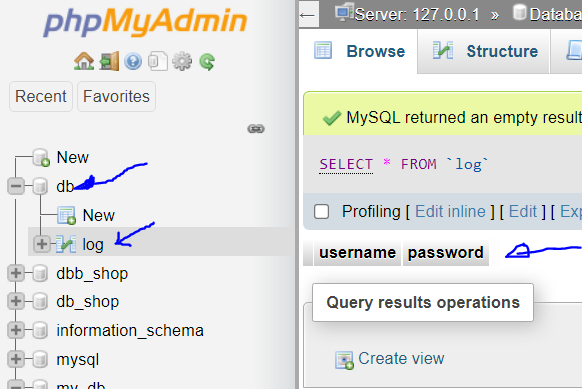 phpMyAdmin
Recent Favorites
New
db
New
log
dbb_shop
db_shop
information_schema
mysql
my_db
Server: 127.0.0.1 » Databa
Browse Structure
MySQL returned an empty result
SELECT * FROM `log`
Profiling [ Edit inline ] [ Edit ] [ Exp
username password
Query results operations
Create view